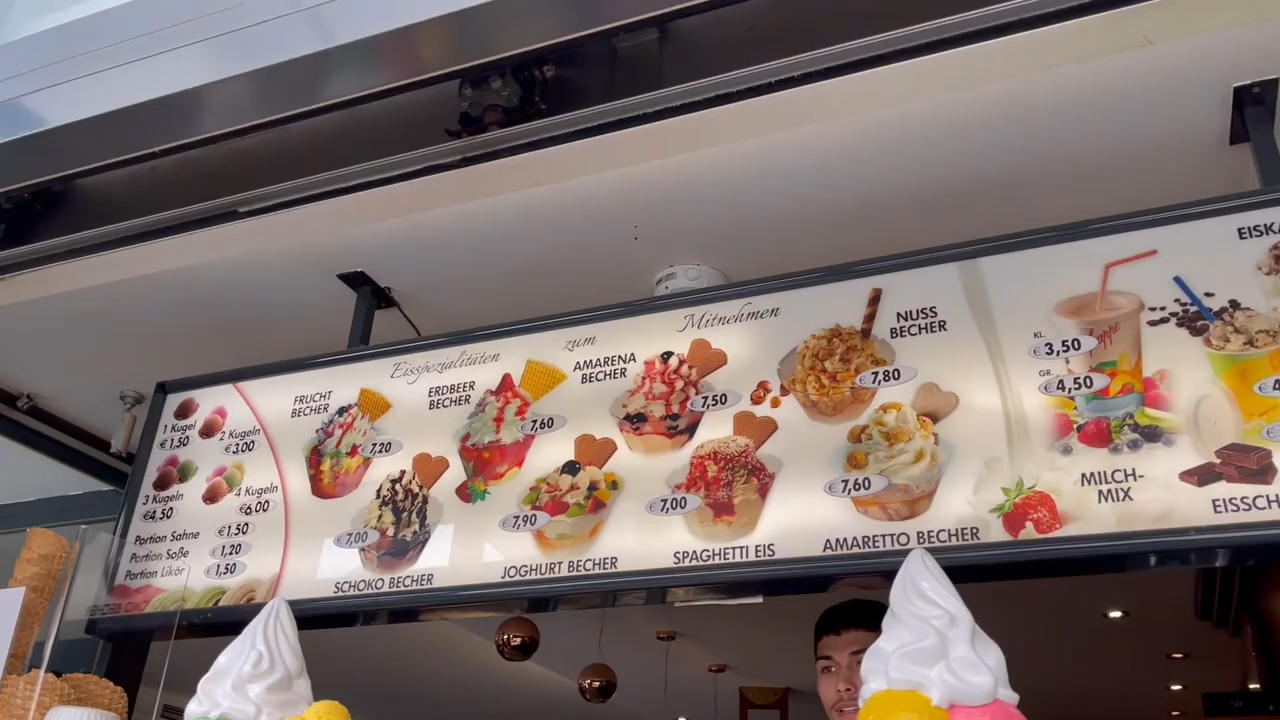 Eisspezialitäten zum Mitnehmen
1 Kugel
€1,50
2 Kugeln
€3,00
3 Kugeln
€4,50
4 Kugeln
€6,00
Portion Sahne €1,50
Portion Soße €1,20
Portion Likör €1,50
FRUCHT
BECHER
€7,20
€7,00
SCHOKO BECHER
ERDBEER
BECHER
€7,60
€7,90
JOGHURT BECHER
AMARENA
BECHER
€7,50
€7,00
SPAGHETTI EIS
NUSS
BECHER
€7,80
€7,60
AMARETTO BECHER
KL.
€3,50
GR.
€4,50
MILCH-
MIX
EISKA
€4
EISSCH